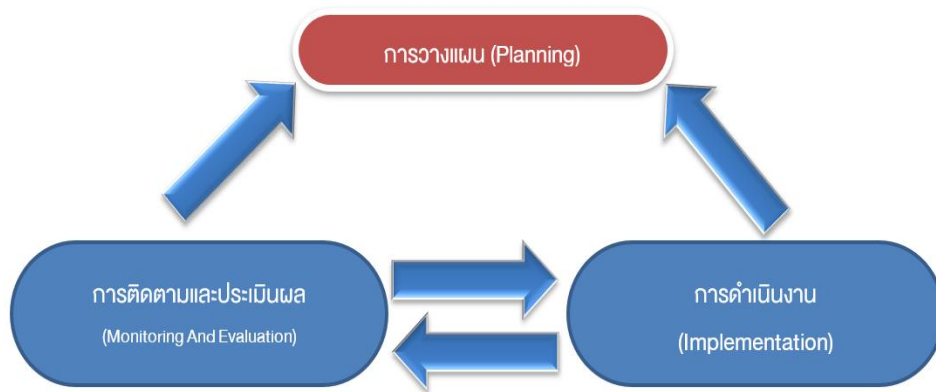 การวางแผน (Planning)
การติดตามและประเมินผล
(Monitoring And Evaluation)
การดำเนินงาน
(Implementation)